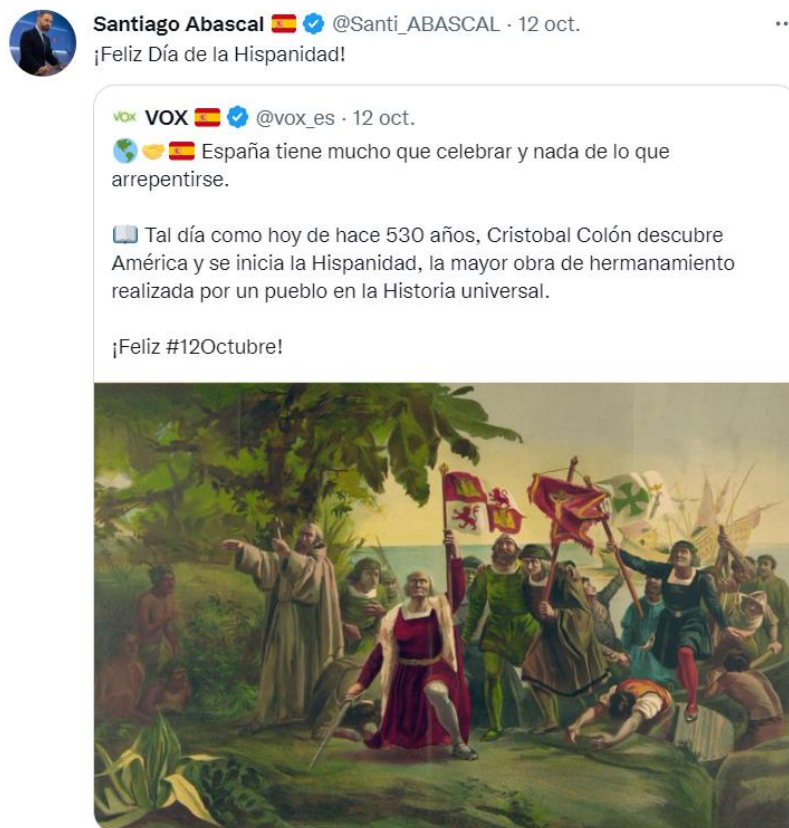 Santiago Abascal 🇪🇸 @Santi_ABASCAL · 12 oct.
¡Feliz Día de la Hispanidad!
VOX VOX 🇪🇸 @vox_es · 12 oct.
🌎🤝🇪🇸 España tiene mucho que celebrar y nada de lo que
arrepentirse.
📖 Tal día como hoy de hace 530 años, Cristobal Colón descubre
América y se inicia la Hispanidad, la mayor obra de hermanamiento
realizada por un pueblo en la Historia universal.
¡Feliz #12Octubre!